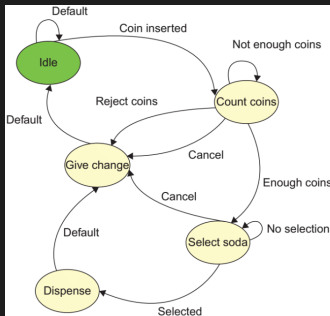 Default
Coin inserted
Idle
Not enough coins
Count coins
Reject coins
Default
Give change
Cancel
Cancel
Enough coins
No selection
Select soda
Default
Dispense
Selected